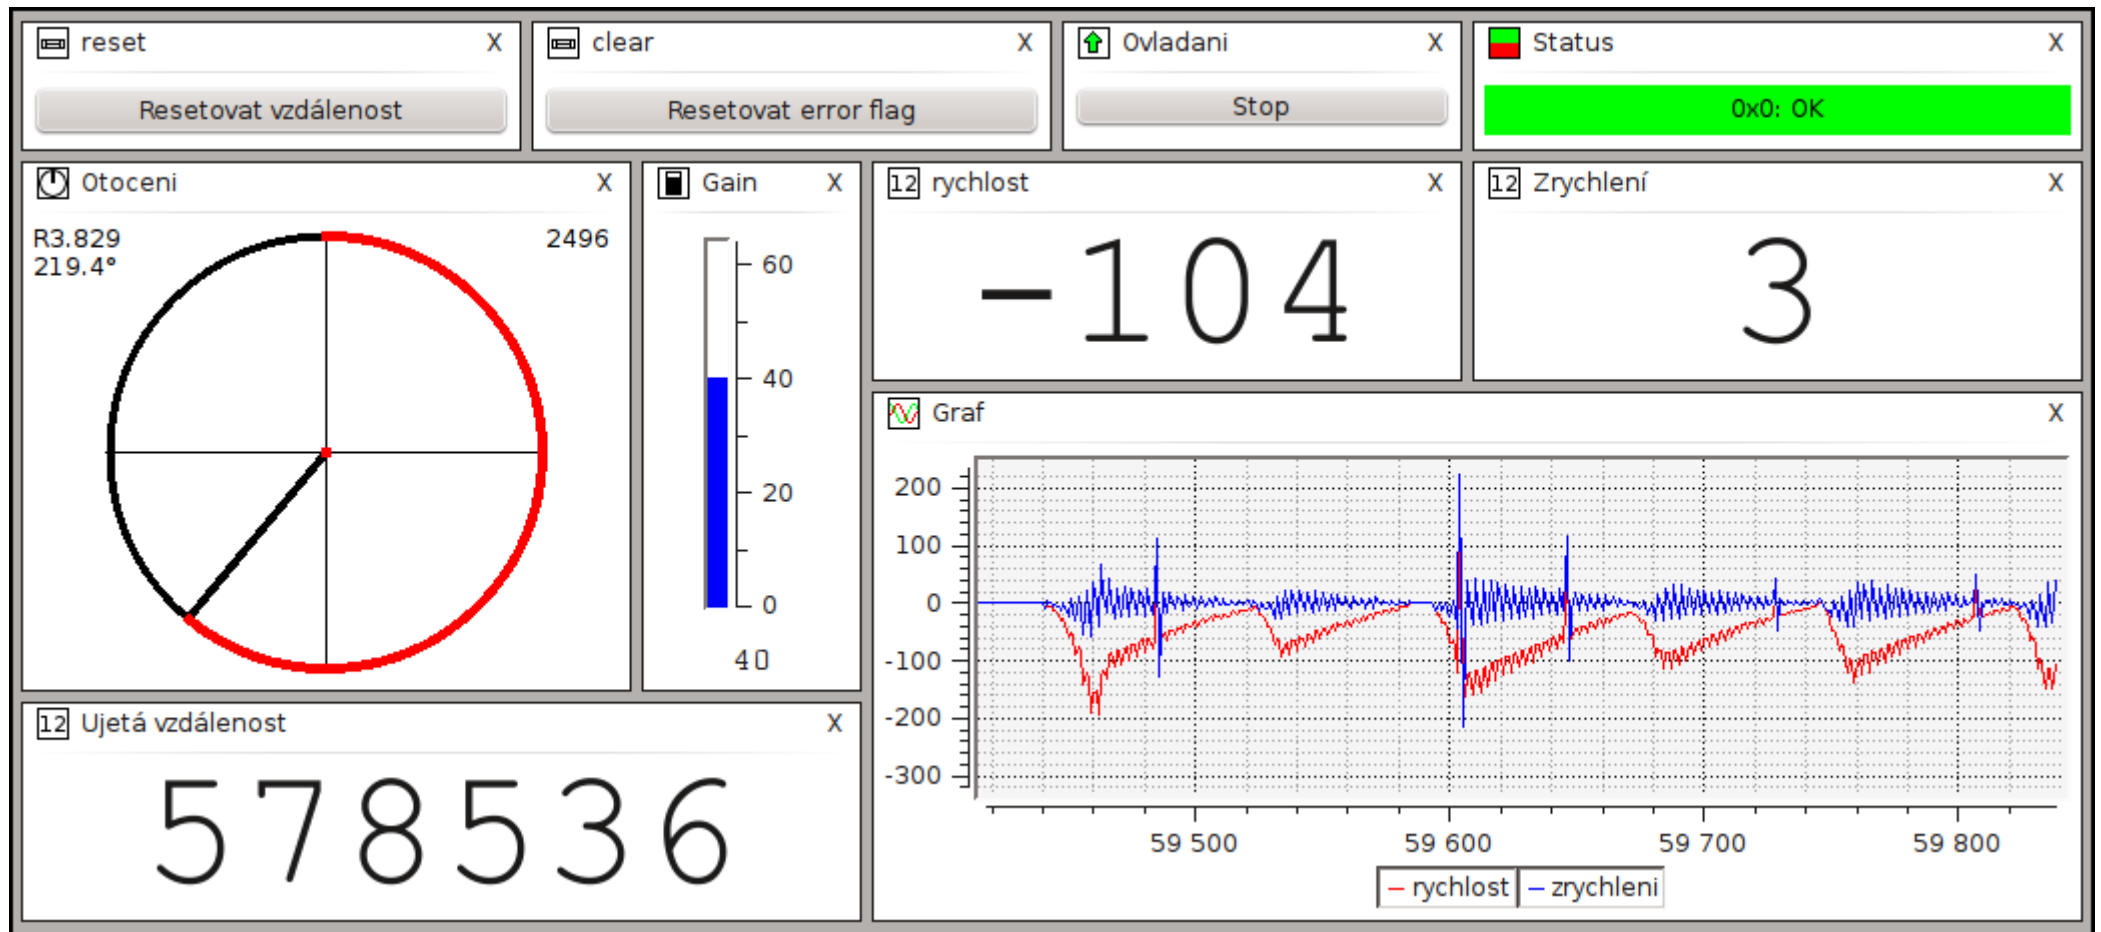 reset X
Resetovat vzdálenost
clear X
Resetovat error flag
Ovladani X
Stop
Status X
0x0: OK
Otoceni X
R3.829 2496
219.4°
Gain X
60
40
20
0
40
12 rychlost X
-104
12 Zrychlení X
3
12 Ujetá vzdálenost X
578536
Graf X
200
100
0
-100
-200
-300
59 500 59 600 59 700 59 800
rychlost zrychleni